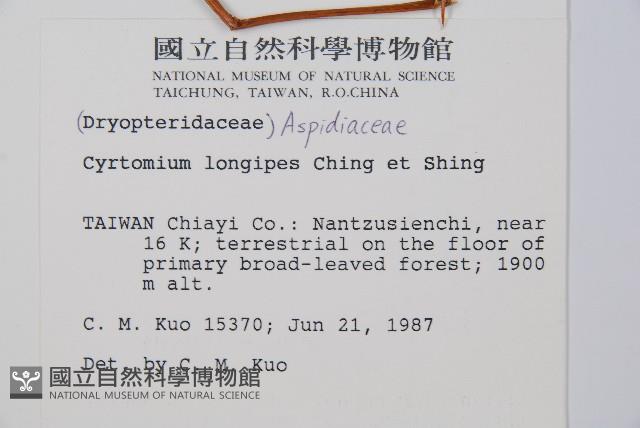 國立自然科學博物館
NATIONAL MUSEUM OF NATURAL SCIENCE
TAICHUNG, TAIWAN, R.O.CHINA
(Dryopteridaceae) Aspidiaceae
Cyrtomium longipes Ching et Shing
TAIWAN Chiayi Co.: Nantzusienchi, near
16 K; terrestrial on the floor of
primary broad-leaved forest; 1900
m alt.
C. M. Kuo 15370; Jun 21, 1987
Det. by C. M. Kuo
國立自然科學博物館
NATIONAL MUSEUM OF NATURAL SCIENCE